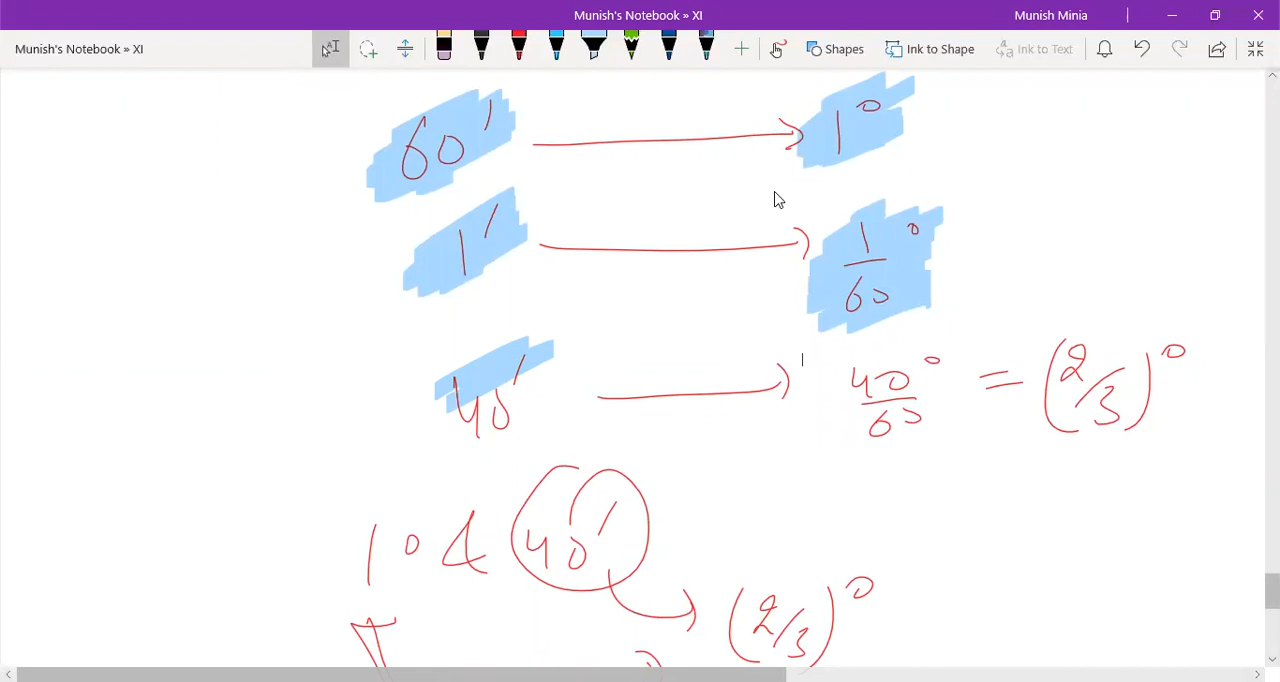 Munish's Notebook » XI
Munish Minia
Munish's Notebook » XI
Shapes
Ink to Shape
Ink to Text
60′ → 1°
1′ → 1/60°
40′ → 40/60° = (2/3)°
1° & 40′
(2/3)°